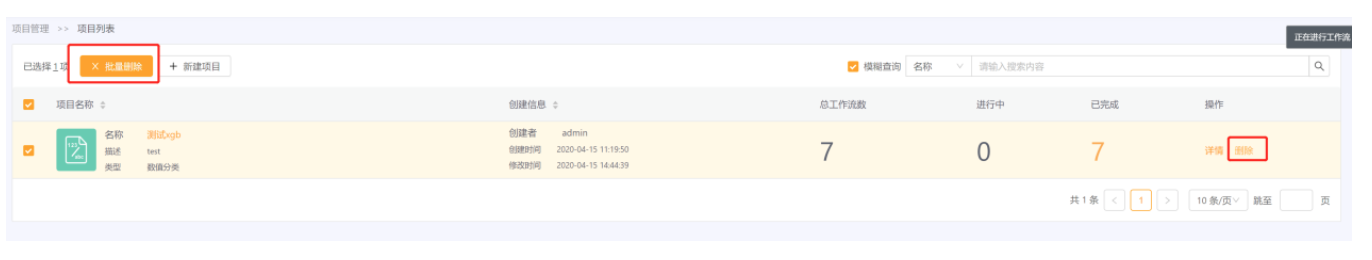 项目管理 >> 项目列表
正在进行工作流
已选择 1项 × 批量删除 + 新建项目 模糊查询 名称 请输入搜索内容
项目名称 创建信息 总工作流数 进行中 已完成 操作
名称 测试xgb 创建者 admin
描述 test 创建时间 2020-04-15 11:19:50 7 0 7 详情 删除
类型 数值分类 修改时间 2020-04-15 14:44:39
共 1 条 < 1 > 10 条/页 跳至 页